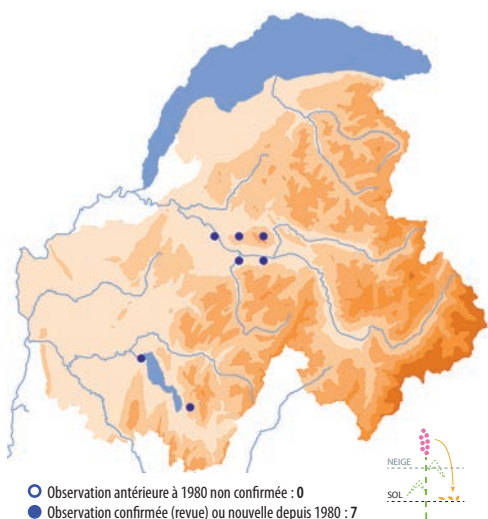 NEIGE
SOL
Observation antérieure à 1980 non confirmée : 0
Observation confirmée (revue) ou nouvelle depuis 1980 : 7